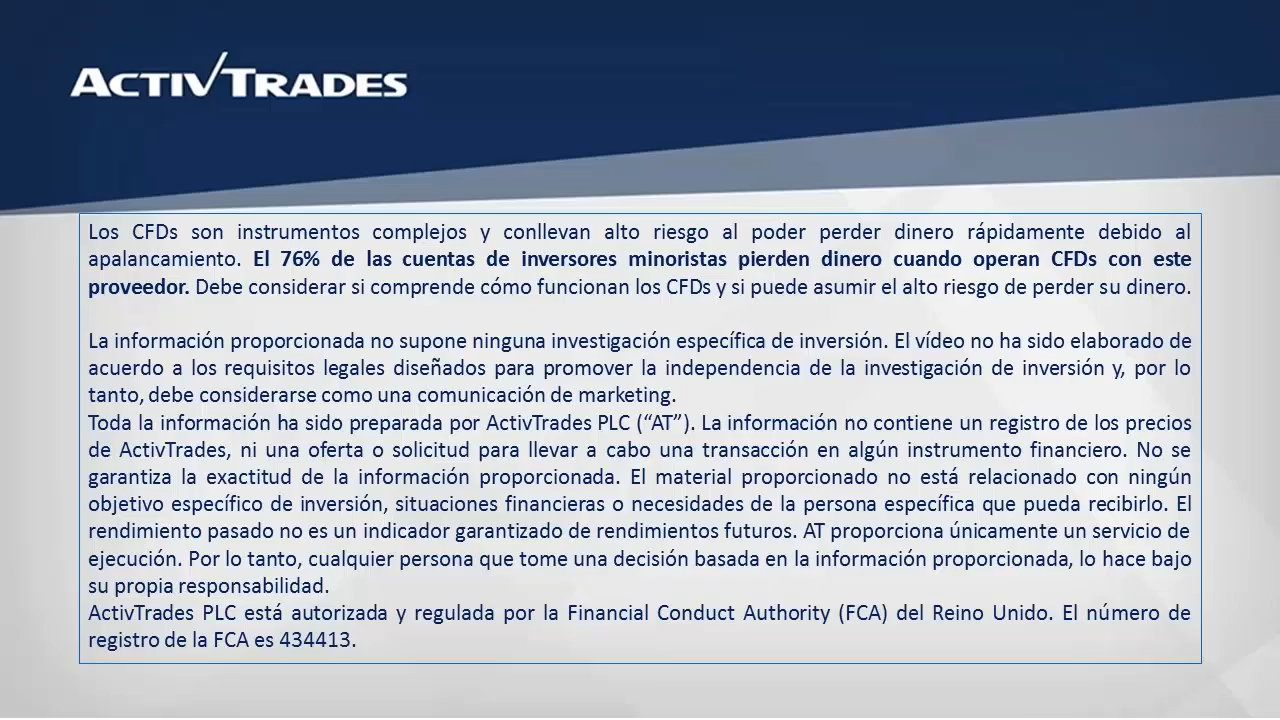 ACTIVTRADES
Los CFDs son instrumentos complejos y conllevan alto riesgo al poder perder dinero rápidamente debido al
apalancamiento. El 76% de las cuentas de inversores minoristas pierden dinero cuando operan CFDs con este
proveedor. Debe considerar si comprende cómo funcionan los CFDs y si puede asumir el alto riesgo de perder su dinero.
La información proporcionada no supone ninguna investigación específica de inversión. El vídeo no ha sido elaborado de
acuerdo a los requisitos legales diseñados para promover la independencia de la investigación de inversión y, por lo
tanto, debe considerarse como una comunicación de marketing.
Toda la información ha sido preparada por ActivTrades PLC (“AT”). La información no contiene un registro de los precios
de ActivTrades, ni una oferta o solicitud para llevar a cabo una transacción en algún instrumento financiero. No se
garantiza la exactitud de la información proporcionada. El material proporcionado no está relacionado con ningún
objetivo específico de inversión, situaciones financieras o necesidades de la persona específica que pueda recibirlo. El
rendimiento pasado no es un indicador garantizado de rendimientos futuros. AT proporciona únicamente un servicio de
ejecución. Por lo tanto, cualquier persona que tome una decisión basada en la información proporcionada, lo hace bajo
su propia responsabilidad.
ActivTrades PLC está autorizada y regulada por la Financial Conduct Authority (FCA) del Reino Unido. El número de
registro de la FCA es 434413.